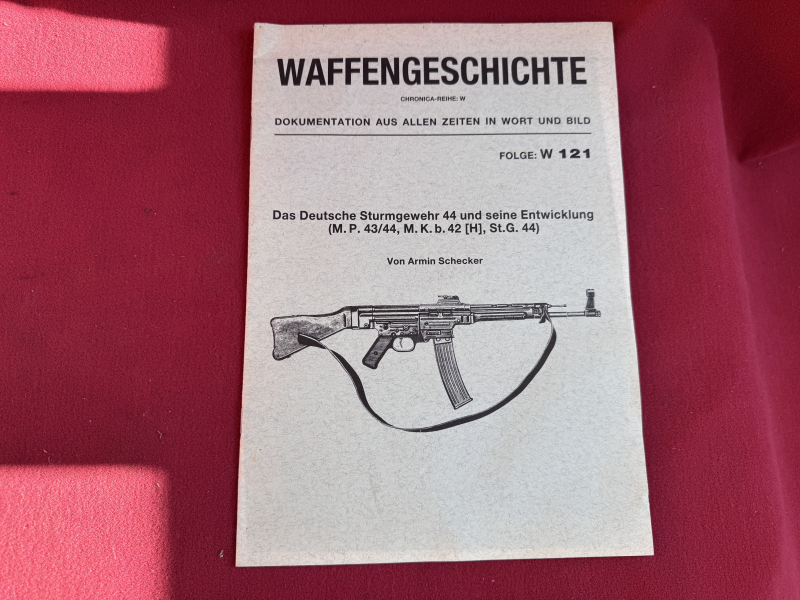 WAFFENGESCHICHTE
CHRONICA-REIHE: W
DOKUMENTATION AUS ALLEN ZEITEN IN WORT UND BILD
FOLGE: W 121
Das Deutsche Sturmgewehr 44 und seine Entwicklung
(M. P. 43/44, M. K. b. 42 [H], St.G. 44)
Von Armin Schecker